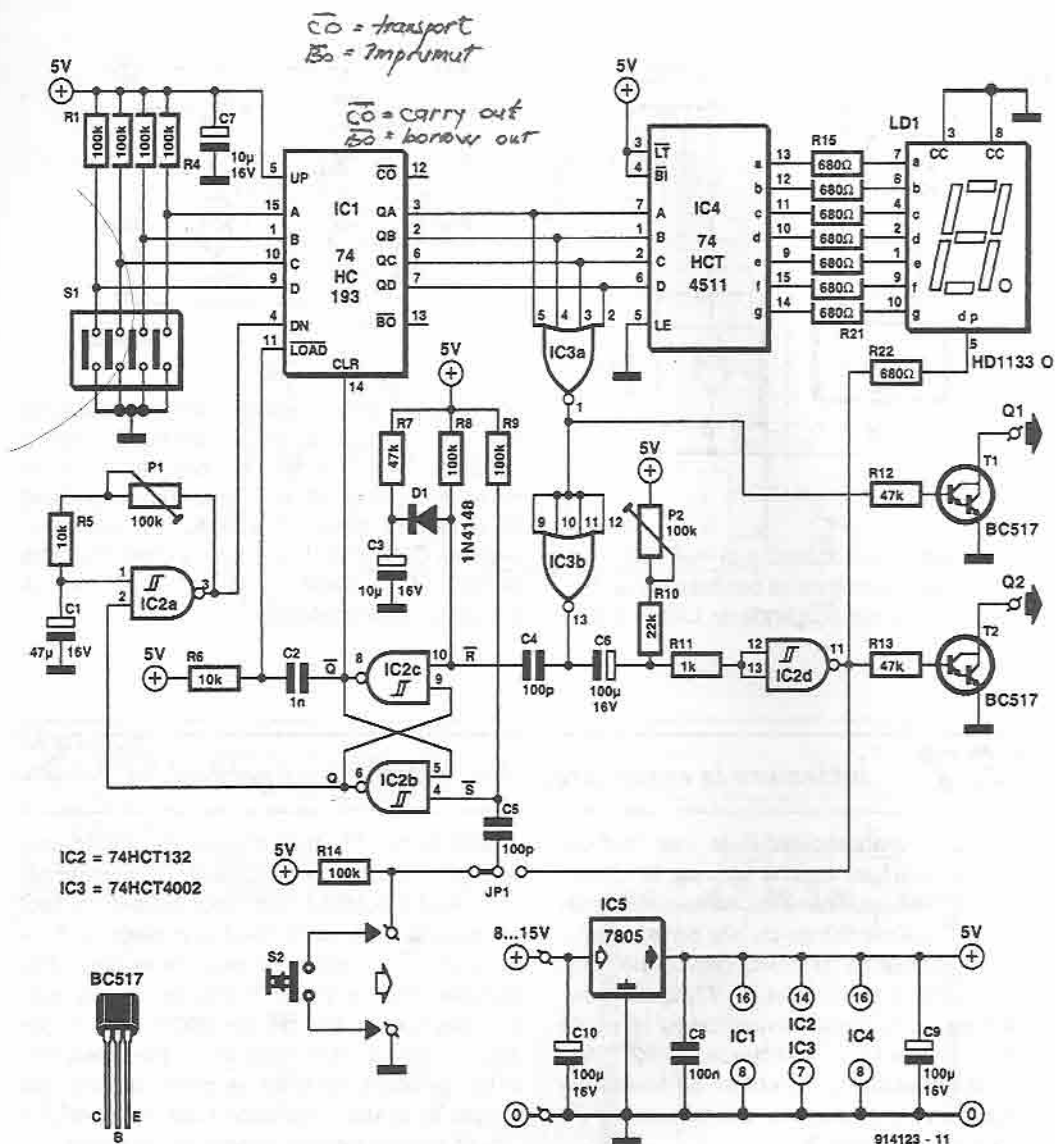 C̅O̅ = transport
B̅o̅ = Imprumut
C̅O̅ = carry out
B̅o̅ = borrow out
5V
R1
100k
100k
100k
100k
R4
C7
10µ
16V
5
UP
C̅O̅
12
IC1
15
A
QA
3
1
B
QB
2
74
HC
193
10
C
QC
6
9
D
QD
7
4
DN
B̅O̅
13
11
L̅O̅A̅D̅
CLR
14
S1
5V
3
L̅T̅
4
B̅I̅
IC4
74
HCT
4511
7
A
1
B
2
C
6
D
5
LE
a
13
b
12
c
11
d
10
e
9
f
15
g
14
R15
680Ω
680Ω
680Ω
680Ω
680Ω
680Ω
680Ω
R21
LD1
3
8
CC
CC
7
a
6
b
4
c
2
d
1
e
9
f
10
g
dp
5
HD1133 O
R22
680Ω
5
4
3
2
IC3a
1
5V
R7
47k
R8
100k
R9
100k
D1
1N4148
C3
10µ
16V
P1
100k
R5
10k
1
2
3
IC2a
C1
47µ
16V
9
10
11
12
IC3b
13
5V
P2
100k
R10
22k
Q1
R12
47k
T1
BC517
Q2
R13
47k
T2
BC517
5V
R6
10k
C2
1n
Q̅
8
IC2c
10
9
R̅
C4
100p
C6
100µ
16V
R11
1k
12
13
IC2d
11
Q
6
IC2b
5
4
S̅
C5
100p
IC2 = 74HCT132
IC3 = 74HCT4002
5V
R14
100k
JP1
S2
BC517
C
B
E
8...15V
IC5
7805
5V
C10
100µ
16V
C8
100n
16
IC1
8
14
IC2
IC3
7
16
IC4
8
C9
100µ
16V
0
0
914123 - 11